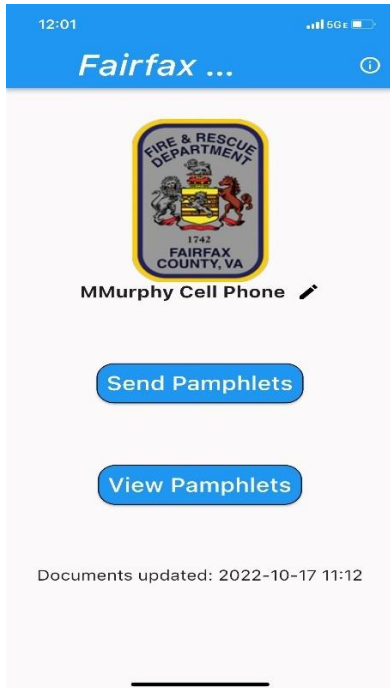 12:01
5GE
Fairfax ...
FIRE & RESCUE
DEPARTMENT
1742
FAIRFAX
COUNTY, VA
MMurphy Cell Phone
Send Pamphlets
View Pamphlets
Documents updated: 2022-10-17 11:12